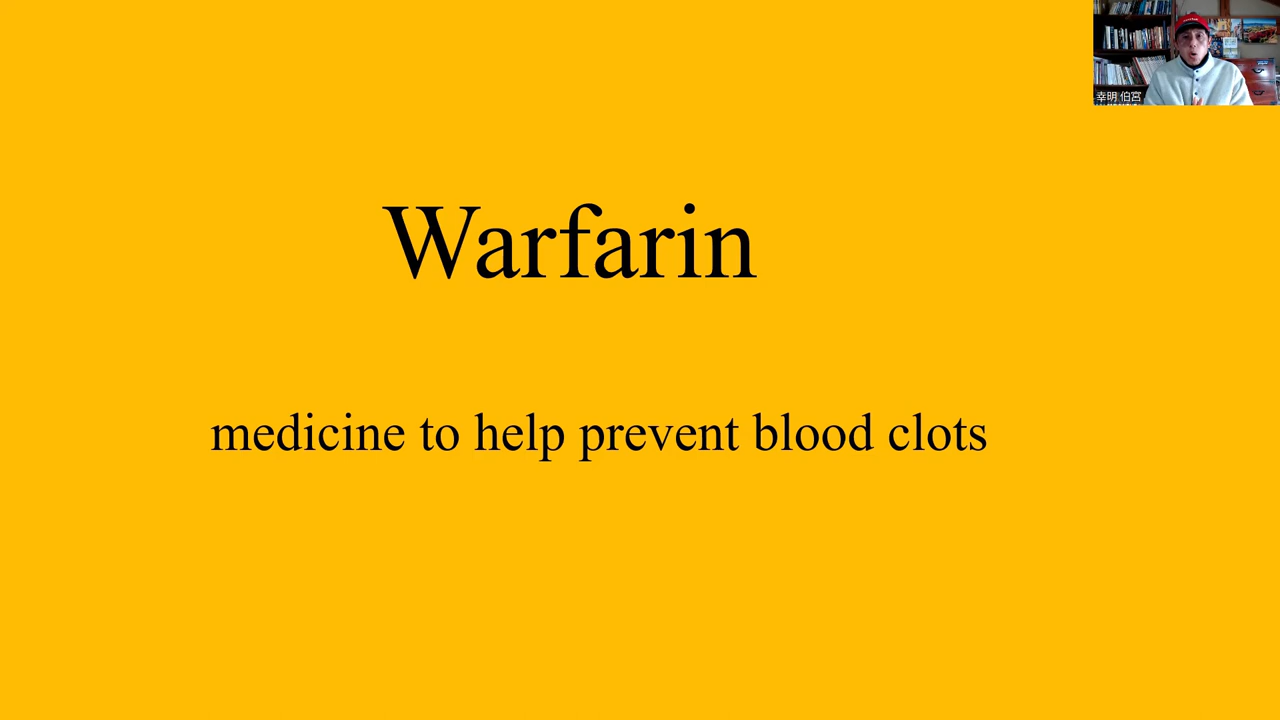 Warfarin
medicine to help prevent blood clots
幸明 伯宮